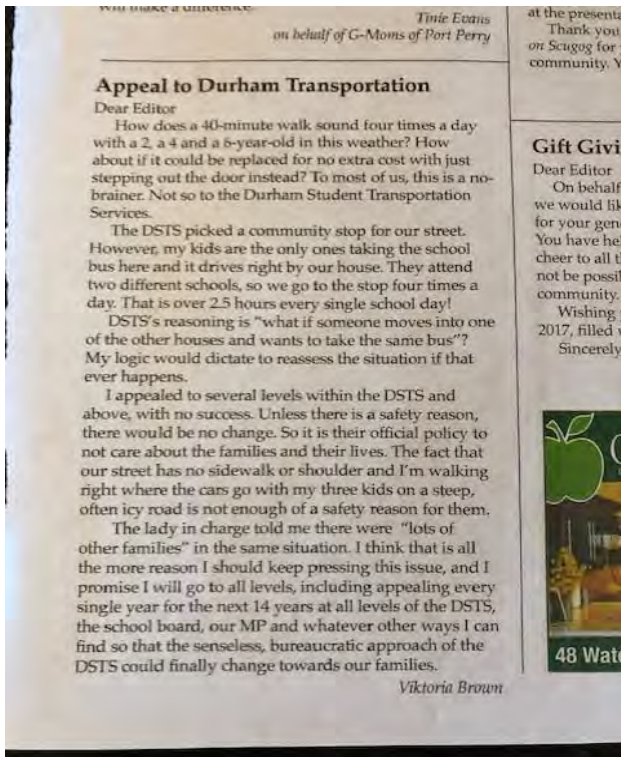 will make a difference.
Tinie Evans
on behalf of G-Moms of Port Perry
Appeal to Durham Transportation
Dear Editor
How does a 40-minute walk sound four times a day
with a 2, a 4 and a 6-year-old in this weather? How
about if it could be replaced for no extra cost with just
stepping out the door instead? To most of us, this is a no-
brainer. Not so to the Durham Student Transportation
Services.
The DSTS picked a community stop for our street.
However, my kids are the only ones taking the school
bus here and it drives right by our house. They attend
two different schools, so we go to the stop four times a
day. That is over 2.5 hours every single school day!
DSTS's reasoning is "what if someone moves into one
of the other houses and wants to take the same bus"?
My logic would dictate to reassess the situation if that
ever happens.
I appealed to several levels within the DSTS and
above, with no success. Unless there is a safety reason,
there would be no change. So it is their official policy to
not care about the families and their lives. The fact that
our street has no sidewalk or shoulder and I'm walking
right where the cars go with my three kids on a steep,
often icy road is not enough of a safety reason for them.
The lady in charge told me there were "lots of
other families" in the same situation. I think that is all
the more reason I should keep pressing this issue, and I
promise I will go to all levels, including appealing every
single year for the next 14 years at all levels of the DSTS,
the school board, our MP and whatever other ways I can
find so that the senseless, bureaucratic approach of the
DSTS could finally change towards our families.
Viktoria Brown
at the
Thank you
on Scugog for
community.
Gift
Dear Editor
On behalf
we would
for your
You have
cheer to all
not be
community.
Wishing
2017, filled
Sincerely
48